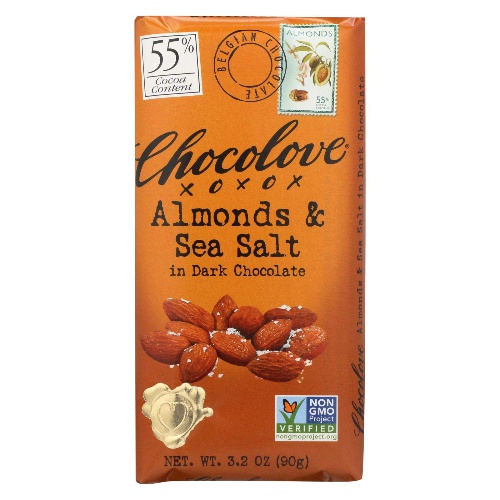 55%
Cocoa
Content
BELGIAN CHOCOLATE
ALMONDS
55%
Chocolove®
XOXOX
Almonds &
Sea Salt
in Dark Chocolate
NON
GMO
Project
VERIFIED
nongmoproject.org
NET. WT. 3.2 OZ (90g)
Chocolove Almonds & Sea Salt in Dark Chocolate